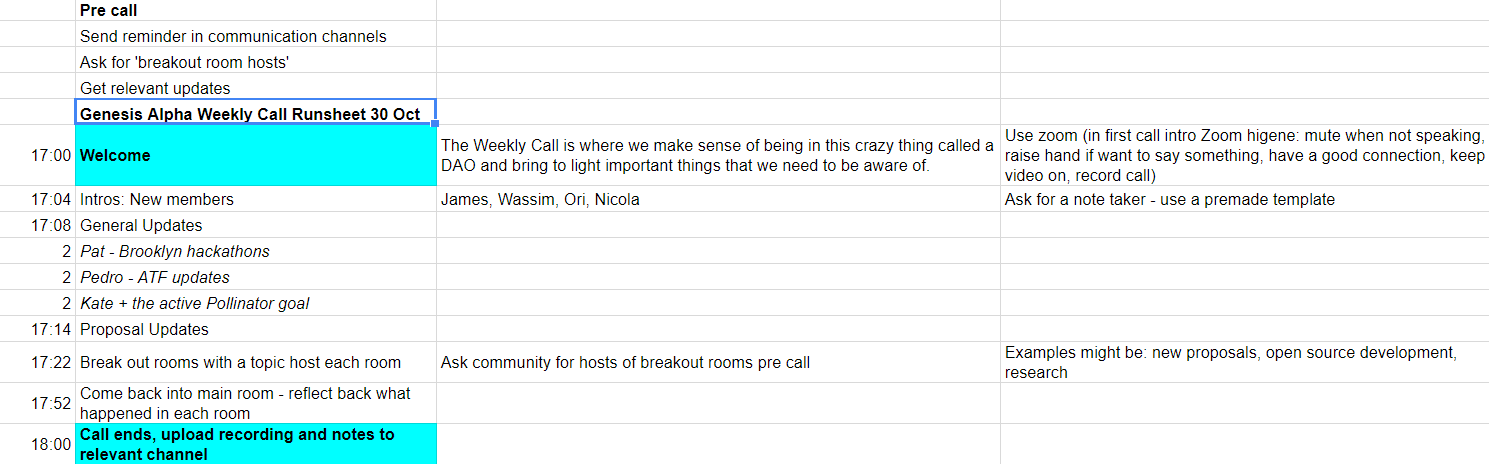 Pre call
Send reminder in communication channels
Ask for 'breakout room hosts'
Get relevant updates
Genesis Alpha Weekly Call Runsheet 30 Oct
17:00 Welcome
The Weekly Call is where we make sense of being in this crazy thing called a
DAO and bring to light important things that we need to be aware of.
Use zoom (in first call intro Zoom higene: mute when not speaking,
raise hand if want to say something, have a good connection, keep
video on, record call)
17:04 Intros: New members
James, Wassim, Ori, Nicola
Ask for a note taker - use a premade template
17:08 General Updates
2 Pat - Brooklyn hackathons
2 Pedro - ATF updates
2 Kate + the active Pollinator goal
17:14 Proposal Updates
17:22 Break out rooms with a topic host each room
Ask community for hosts of breakout rooms pre call
Examples might be: new proposals, open source development,
research
17:52 Come back into main room - reflect back what
happened in each room
18:00 Call ends, upload recording and notes to
relevant channel